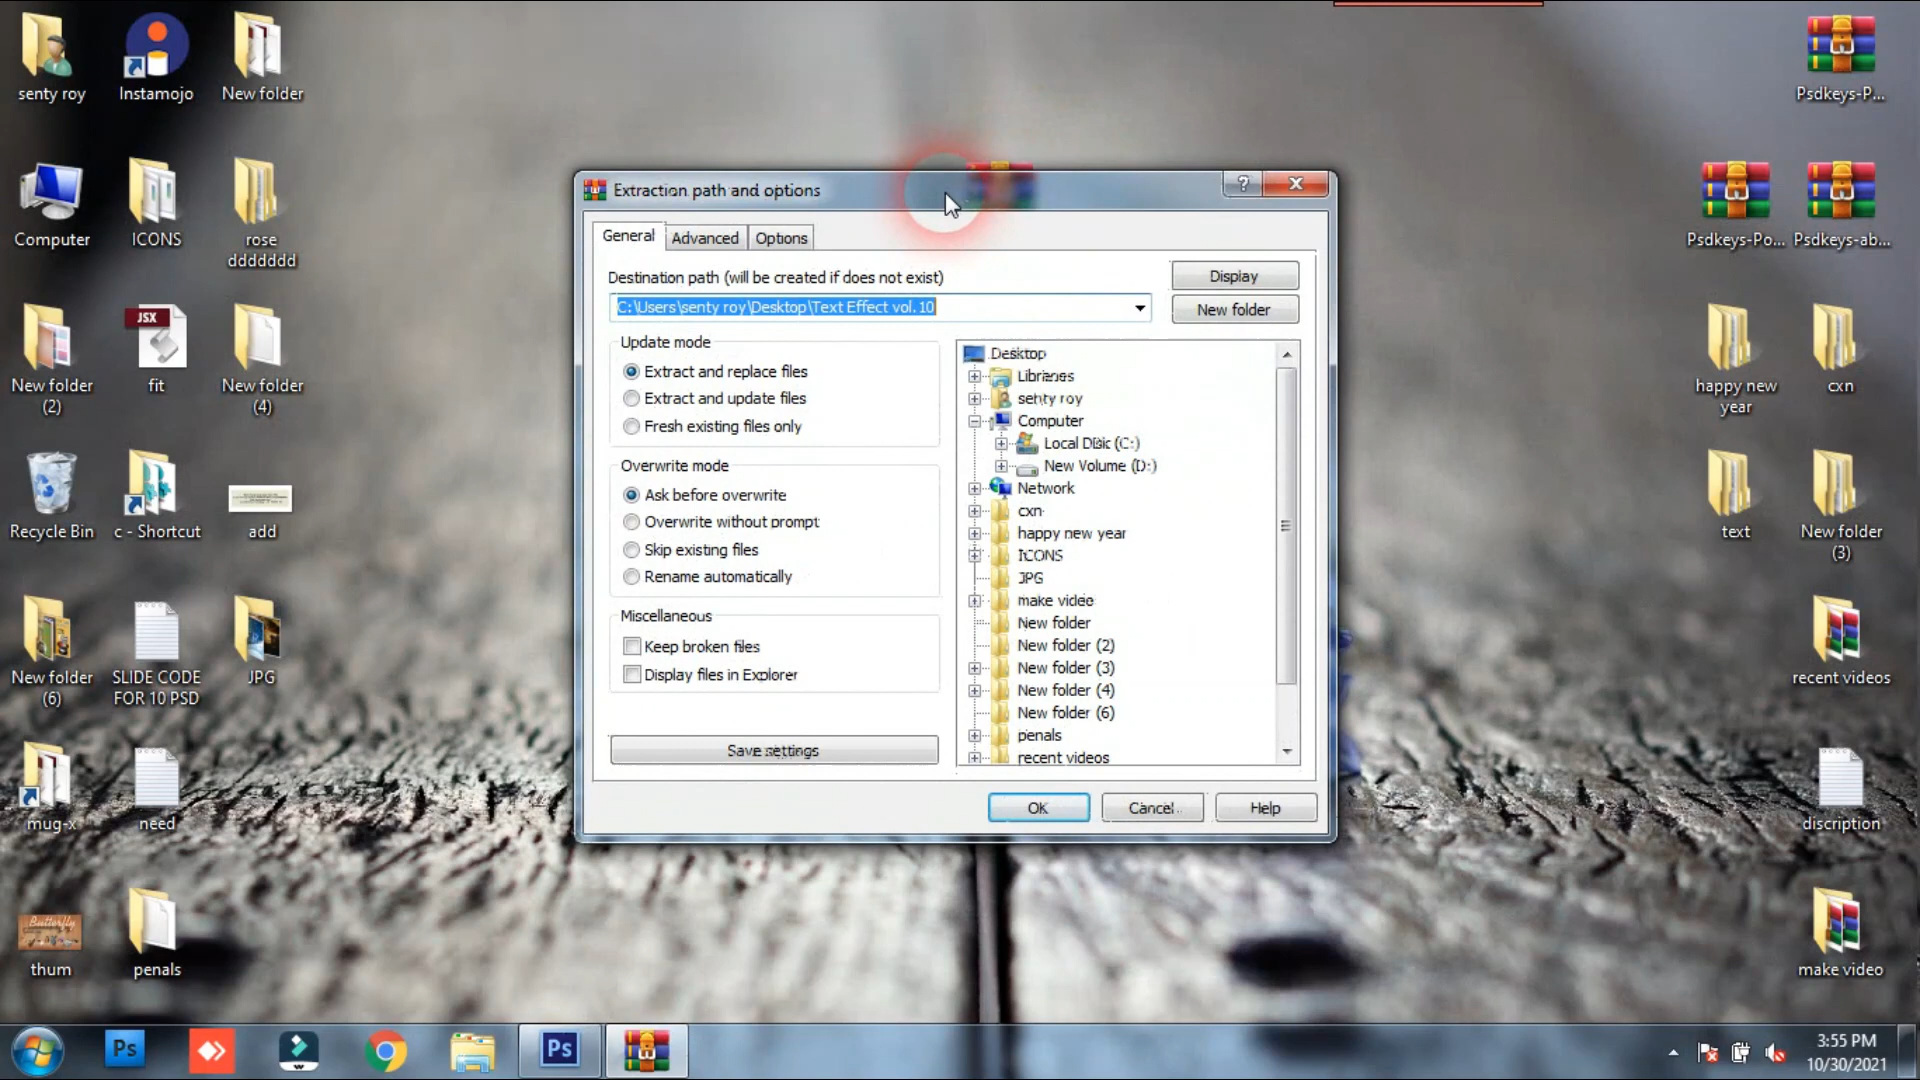 senty roy
Instamojo
New folder
Computer
ICONS
rose
ddddddd
New folder
(2)
JSX
fit
New folder
(4)
Recycle Bin
c - Shortcut
add
New folder
(6)
SLIDE CODE
FOR 10 PSD
JPG
mug-x
need
Butterfly
thum
penals
Extraction path and options
?
General
Advanced
Options
Destination path (will be created if does not exist)
C:\Users\senty roy\Desktop\Text Effect vol. 10
Display
New folder
Update mode
Extract and replace files
Extract and update files
Fresh existing files only
Overwrite mode
Ask before overwrite
Overwrite without prompt
Skip existing files
Rename automatically
Miscellaneous
Keep broken files
Display files in Explorer
Save settings
Desktop
Libraries
senty roy
Computer
Local Disk (C:)
New Volume (D:)
Network
cxn
happy new year
ICONS
JPG
make video
New folder
New folder (2)
New folder (3)
New folder (4)
New folder (6)
penals
recent videos
OK
Cancel
Help
Psdkeys-P...
Psdkeys-Po...
Psdkeys-ab...
happy new
year
cxn
text
New folder
(3)
recent videos
discription
make video
Ps
Ps
3:55 PM
10/30/2021